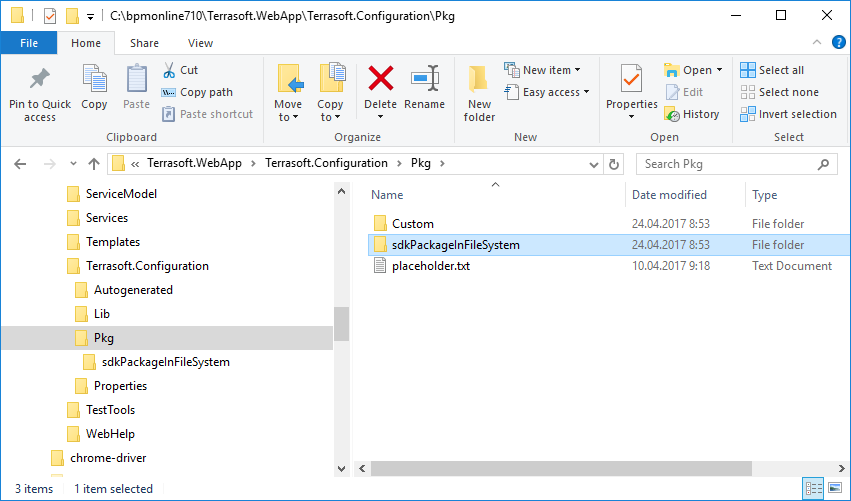 C:\bpmonline710\Terrasoft.WebApp\Terrasoft.Configuration\Pkg
File Home Share View
Pin to Quick access
Copy
Paste
Cut
Copy path
Paste shortcut
Clipboard
Move to
Copy to
Delete
Rename
Organize
New folder
New item
Easy access
New
Properties
Open
Edit
History
Open
Select all
Select none
Invert selection
Select
« Terrasoft.WebApp > Terrasoft.Configuration > Pkg >
Search Pkg
ServiceModel
Services
Templates
Terrasoft.Configuration
Autogenerated
Lib
Pkg
sdkPackageInFileSystem
Properties
TestTools
WebHelp
chrome-driver
Name Date modified Type
Custom 24.04.2017 8:53 File folder
sdkPackageInFileSystem 24.04.2017 8:53 File folder
placeholder.txt 10.04.2017 9:18 Text Document
3 items 1 item selected